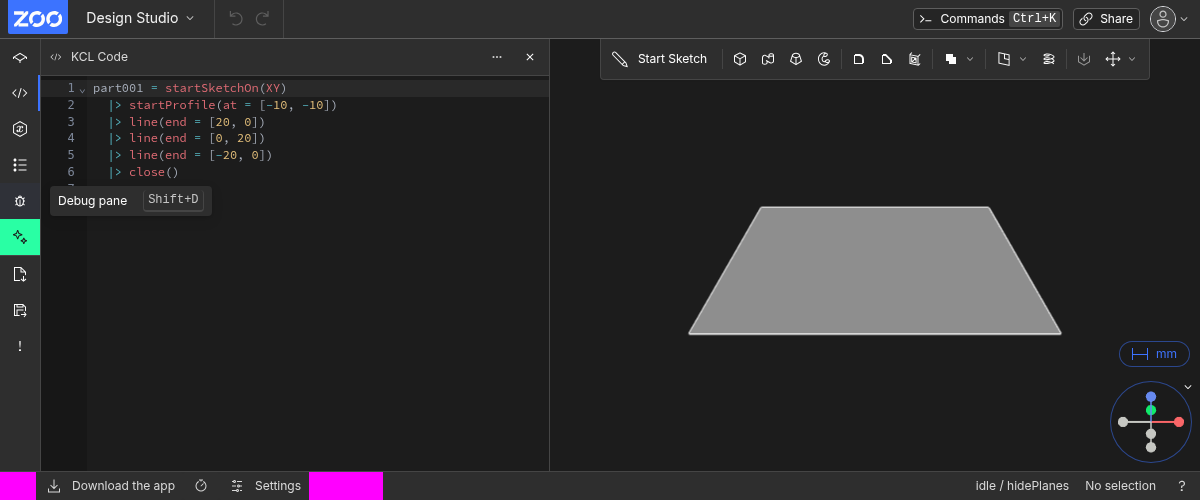 ZOO Design Studio Commands Ctrl+K Share
KCL Code
Start Sketch
1 part001 = startSketchOn(XY)
2 |> startProfile(at = [-10, -10])
3 |> line(end = [20, 0])
4 |> line(end = [0, 20])
5 |> line(end = [-20, 0])
6 |> close()
Debug pane Shift+D
mm
Download the app Settings idle / hidePlanes No selection ?